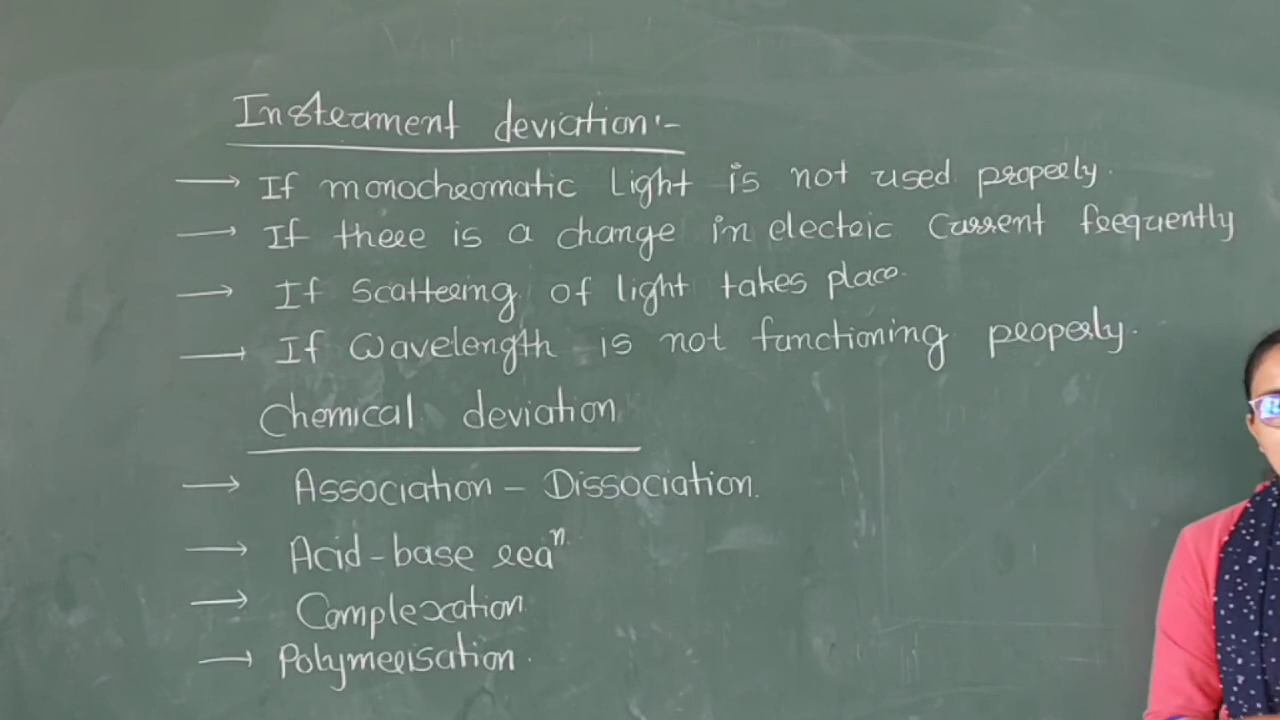 Insterment deviation:-
→ If monochromatic light is not used properly.
→ If there is a change in electric current frequently
→ If Scattering of light takes place.
→ If Wavelength is not functioning properly.
Chemical deviation
→ Association - Dissociation.
→ Acid-base reaⁿ.
→ Complexation.
→ Polymerisation.